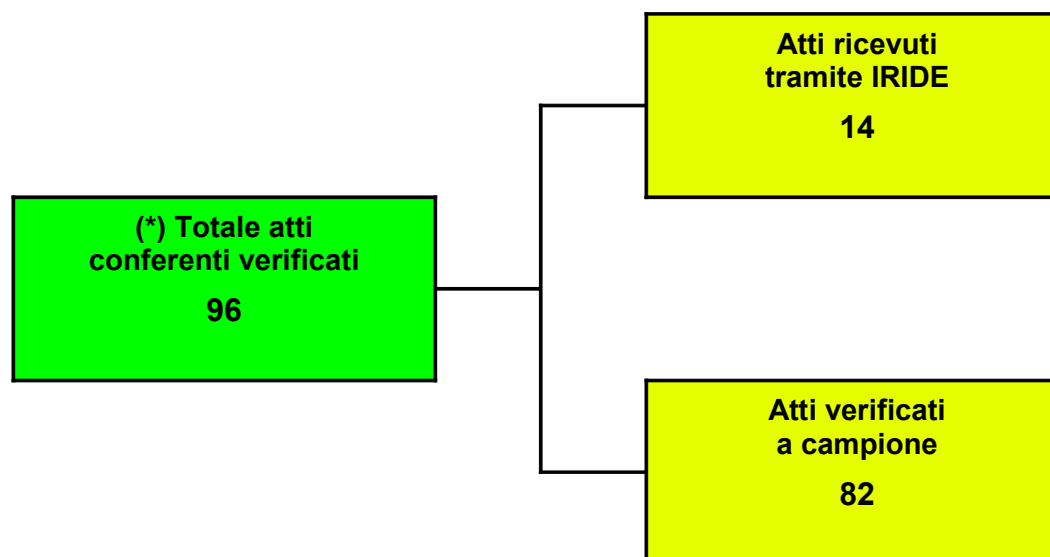 Atti ricevuti
tramite IRIDE
14
(*) Totale atti
conferenti verificati
96
Atti verificati
a campione
82